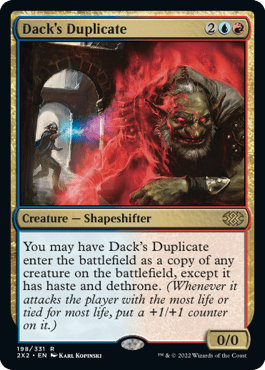 Dack's Duplicate 2
Creature — Shapeshifter
You may have Dack's Duplicate
enter the battlefield as a copy of any
creature on the battlefield, except it
has haste and dethrone. (Whenever it
attacks the player with the most life or
tied for most life, put a +1/+1 counter
on it.)
0/0
198/331 R
2X2 • EN Karl Kopinski
™ & © 2022 Wizards of the Coast